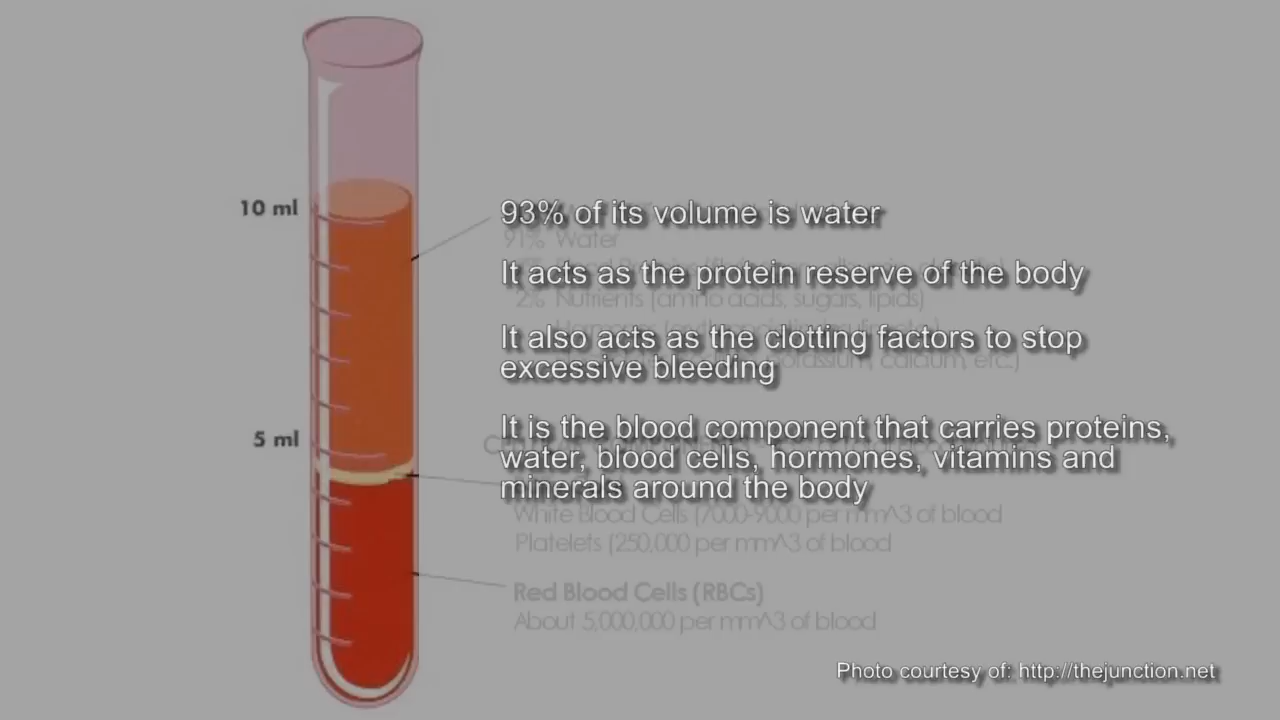 10 ml
93% of its volume is water
91% Water
It acts as the protein reserve of the body
2% Nutrients (amino acids, sugars, lipids)
It also acts as the clotting factors to stop
excessive bleeding
5 ml
It is the blood component that carries proteins,
water, blood cells, hormones, vitamins and
minerals around the body
White Blood Cells (7000-9000 per mm^3 of blood
Platelets (250,000 per mm^3 of blood
Red Blood Cells (RBCs)
About 5,000,000 per mm^3 of blood
Photo courtesy of: http://thejunction.net